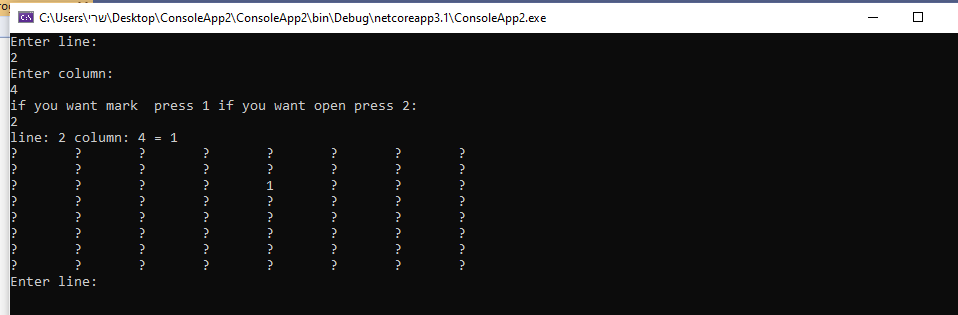 C:\Users\שרי\Desktop\ConsoleApp2\ConsoleApp2\bin\Debug\netcoreapp3.1\ConsoleApp2.exe
Enter line:
2
Enter column:
4
if you want mark  press 1 if you want open press 2:
2
line: 2 column: 4 = 1
?	?	?	?	?	?	?	?
?	?	?	?	?	?	?	?
?	?	?	?	1	?	?	?
?	?	?	?	?	?	?	?
?	?	?	?	?	?	?	?
?	?	?	?	?	?	?	?
?	?	?	?	?	?	?	?
?	?	?	?	?	?	?	?
Enter line: